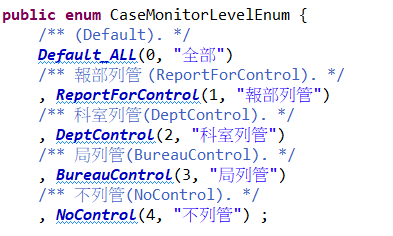 public enum CaseMonitorLevelEnum {
/** (Default). */
Default_ALL(0, "全部")
/** 報部列管(ReportForControl). */
, ReportForControl(1, "報部列管")
/** 科室列管(DeptControl). */
, DeptControl(2, "科室列管")
/** 局列管(BureauControl). */
, BureauControl(3, "局列管")
/** 不列管(NoControl). */
, NoControl(4, "不列管") ;